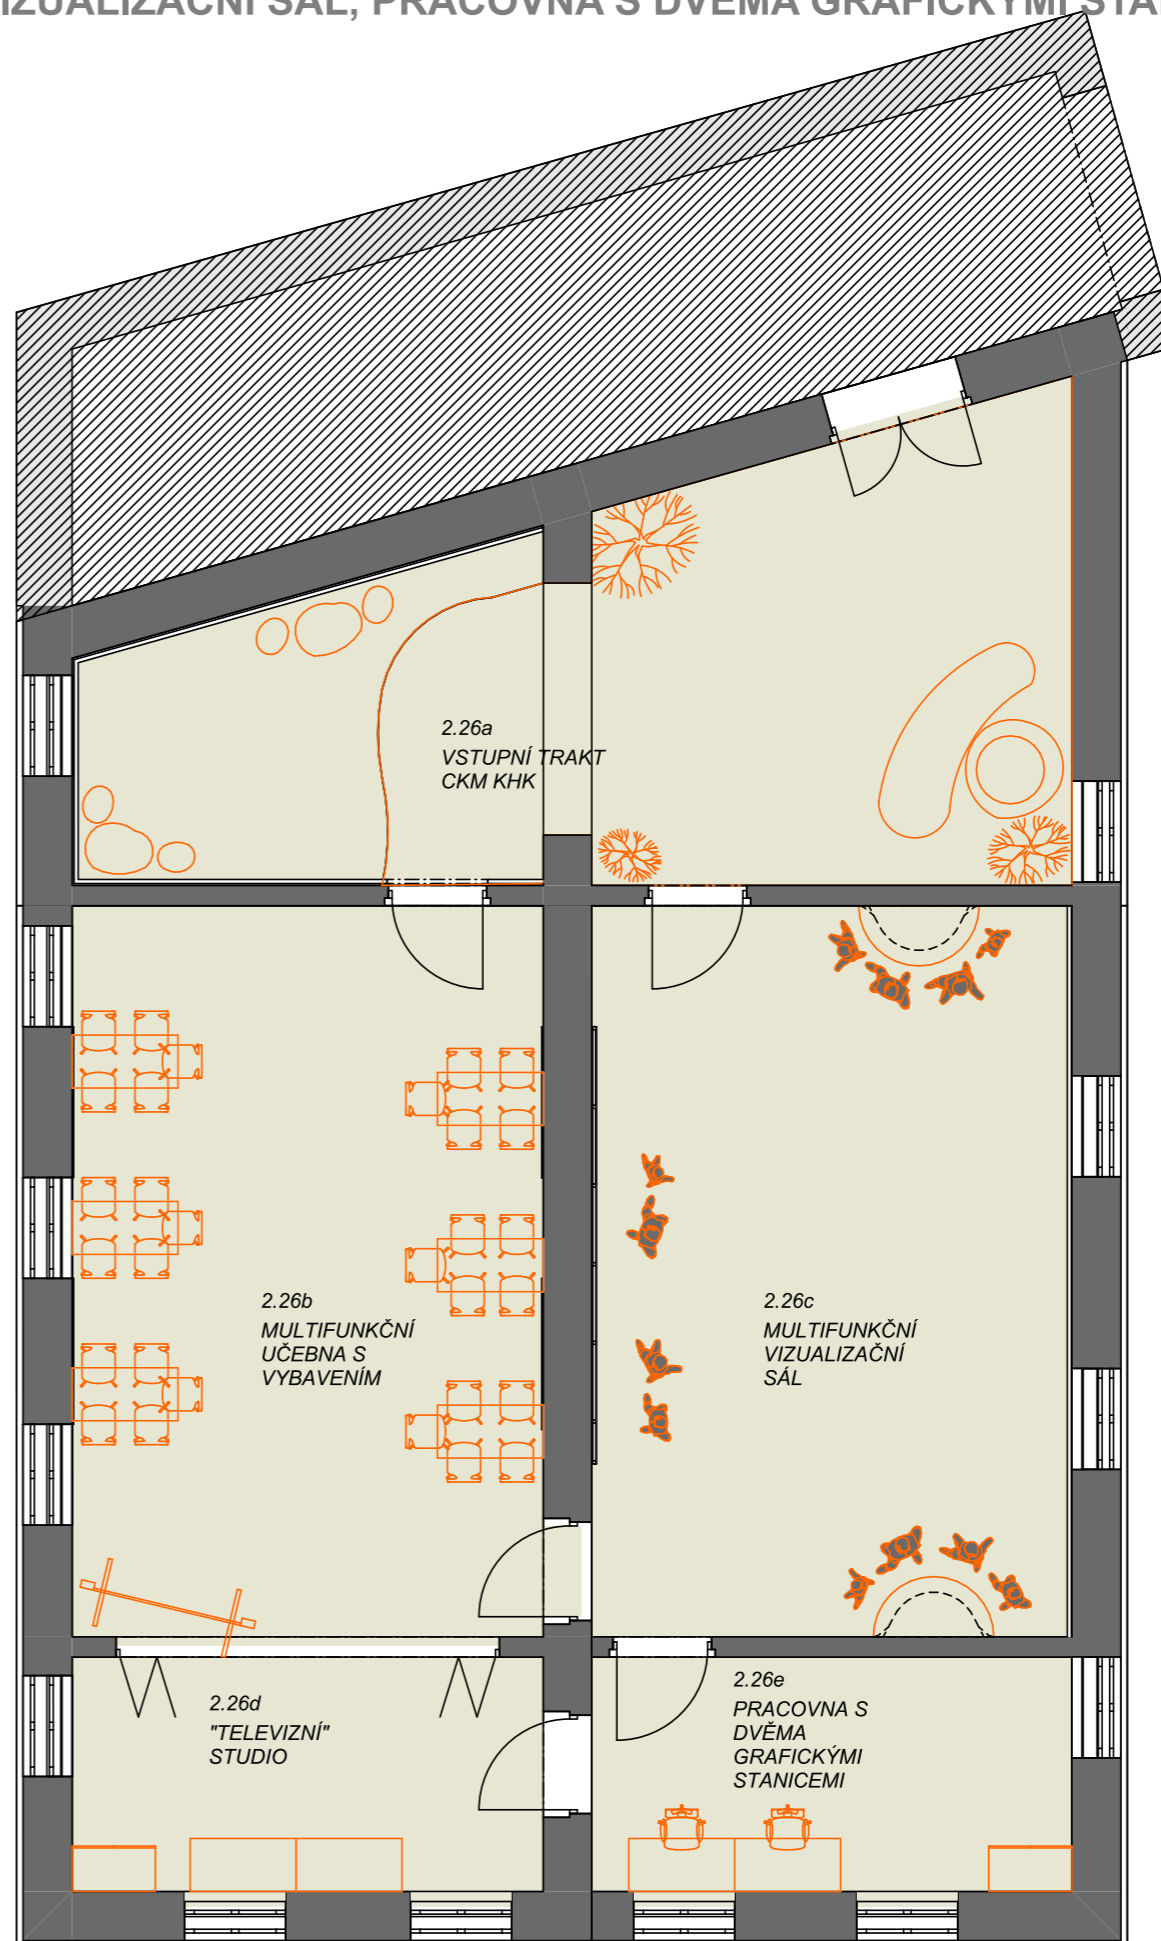 IZUALIZAČNÍ SÁL, PRACOVNA S DVĚMA GRAFICKÝMI STA
2.26a
VSTUPNÍ TRAKT
CKM KHK
2.26b
MULTIFUNKČNÍ
UČEBNA S
VYBAVENÍM
2.26c
MULTIFUNKČNÍ
VIZUALIZAČNÍ
SÁL
2.26d
"TELEVIZNÍ"
STUDIO
2.26e
PRACOVNA S
DVĚMA
GRAFICKÝMI
STANICEMI